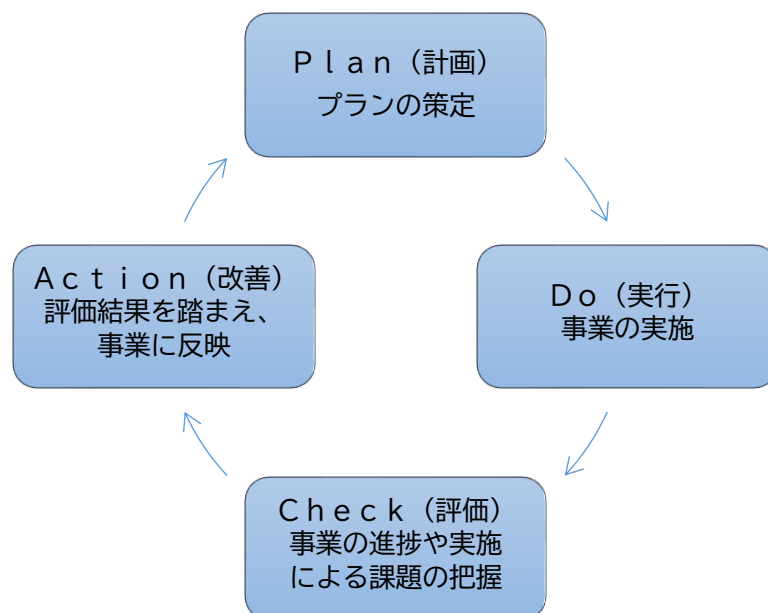 Ｐｌａｎ（計画）
プランの策定
Ａｃｔｉｏｎ（改善）
評価結果を踏まえ、
事業に反映
Ｄｏ（実行）
事業の実施
Ｃｈｅｃｋ（評価）
事業の進捗や実施
による課題の把握